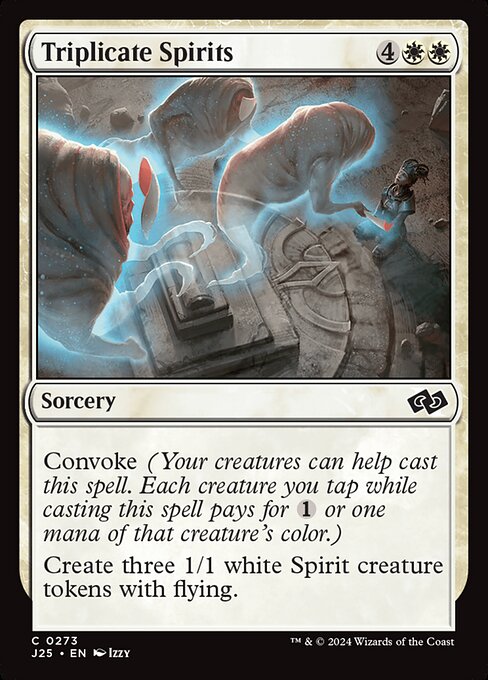 Triplicate Spirits 4
Sorcery
Convoke (Your creatures can help cast
this spell. Each creature you tap while
casting this spell pays for 1 or one
mana of that creature's color.)
Create three 1/1 white Spirit creature
tokens with flying.
C 0273
J25 • EN Izzy
™ & © 2024 Wizards of the Coast